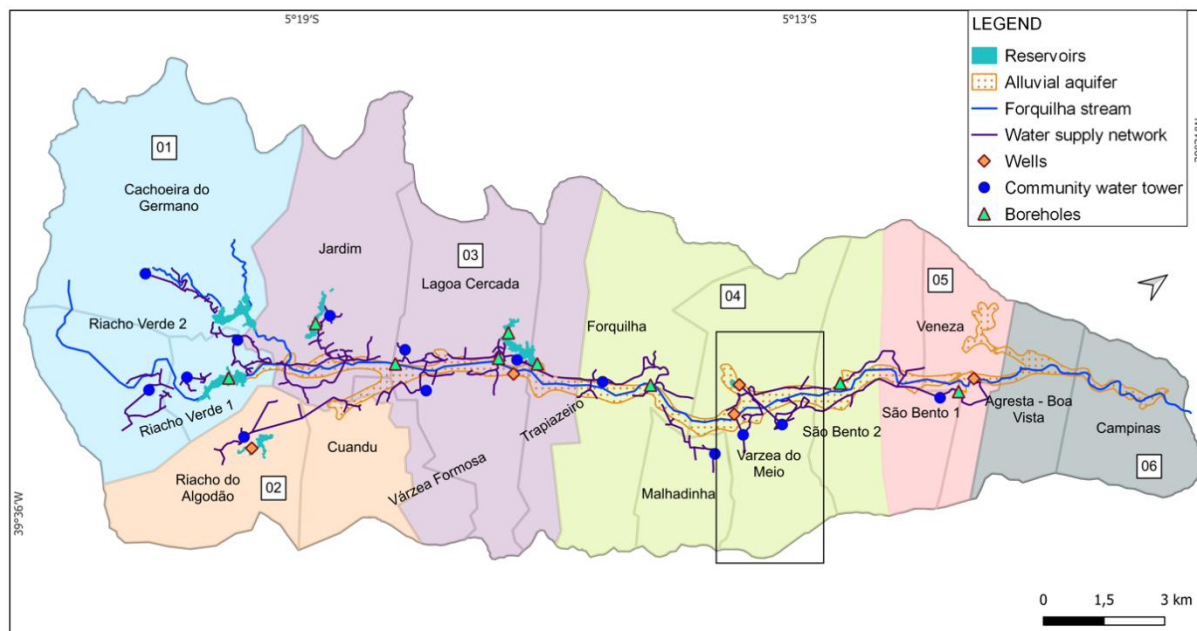 5°19'S
5°13'S
LEGEND
Reservoirs
Alluvial aquifer
Forquilha stream
Water supply network
Wells
Community water tower
Boreholes
01
Cachoeira do
Germano
Jardim
03
Lagoa Cercada
04
05
Veneza
Riacho Verde 2
Forquilha
Riacho Verde 1
Trapiazeiro
São Bento 1
Agresta - Boa
Vista
Campinas
06
Cuandu
Várzea Formosa
São Bento 2
Varzea do
Meio
Malhadinha
Riacho do
Algodão
02
39°36'W
0
1,5
3 km